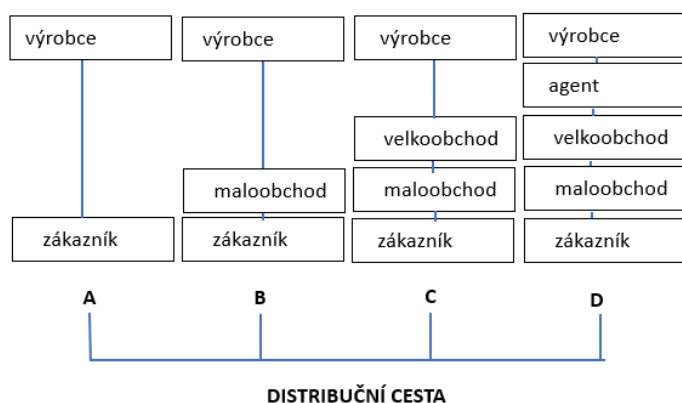 výrobce
výrobce
výrobce
výrobce
agent
velkoobchod
velkoobchod
maloobchod
maloobchod
maloobchod
zákazník
zákazník
zákazník
zákazník
A
B
C
D
DISTRIBUČNÍ CESTA